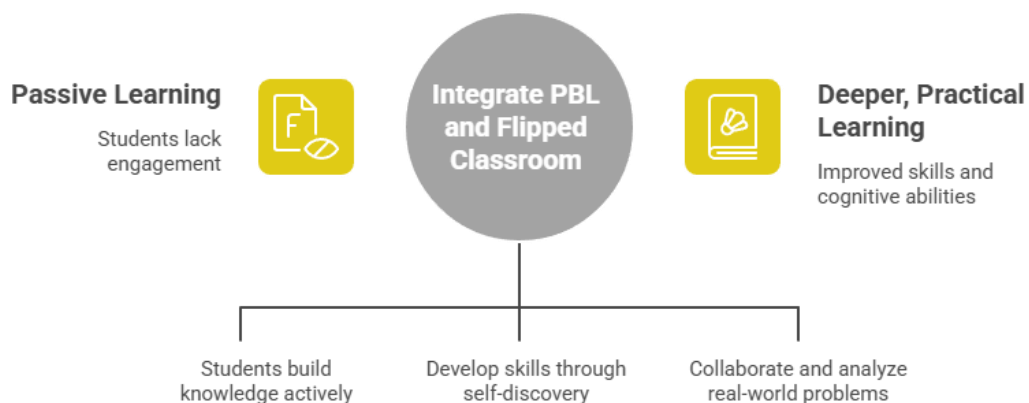 Passive Learning
Students lack
engagement
F
Integrate PBL
and Flipped
Classroom
Deeper, Practical
Learning
Improved skills and
cognitive abilities
Students build
knowledge actively
Develop skills through
self-discovery
Collaborate and analyze
real-world problems